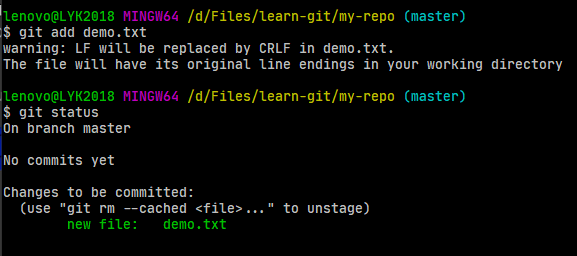 lenovo@LYK2018 MINGW64 /d/Files/learn-git/my-repo (master)
$ git add demo.txt
warning: LF will be replaced by CRLF in demo.txt.
The file will have its original line endings in your working directory
lenovo@LYK2018 MINGW64 /d/Files/learn-git/my-repo (master)
$ git status
On branch master
No commits yet
Changes to be committed:
  (use "git rm --cached <file>..." to unstage)
        new file:   demo.txt